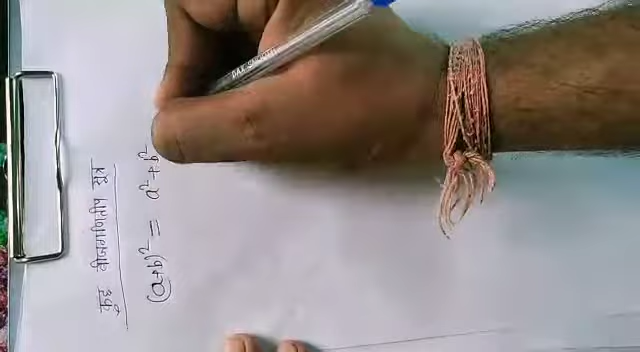 कुछ बीजगणितीय सूत्र
(a+b)² = a²+b²